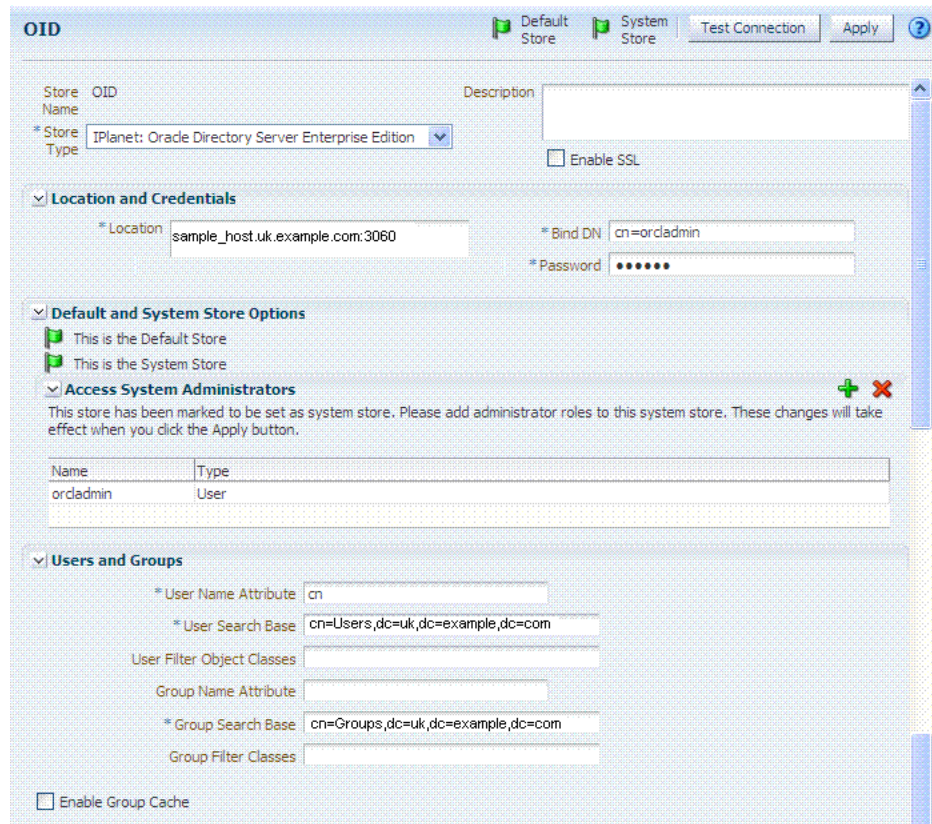 OID
Default Store
System Store
Test Connection
Apply
?
Store Name OID
Description
* Store Type IPlanet: Oracle Directory Server Enterprise Edition
Enable SSL
Location and Credentials
* Location sample_host.uk.example.com:3060
* Bind DN cn=orcladmin
* Password ●●●●●●
Default and System Store Options
This is the Default Store
This is the System Store
Access System Administrators
This store has been marked to be set as system store. Please add administrator roles to this system store. These changes will take
effect when you click the Apply button.
Name Type
orcladmin User
Users and Groups
* User Name Attribute cn
* User Search Base cn=Users,dc=uk,dc=example,dc=com
User Filter Object Classes
Group Name Attribute
* Group Search Base cn=Groups,dc=uk,dc=example,dc=com
Group Filter Classes
Enable Group Cache